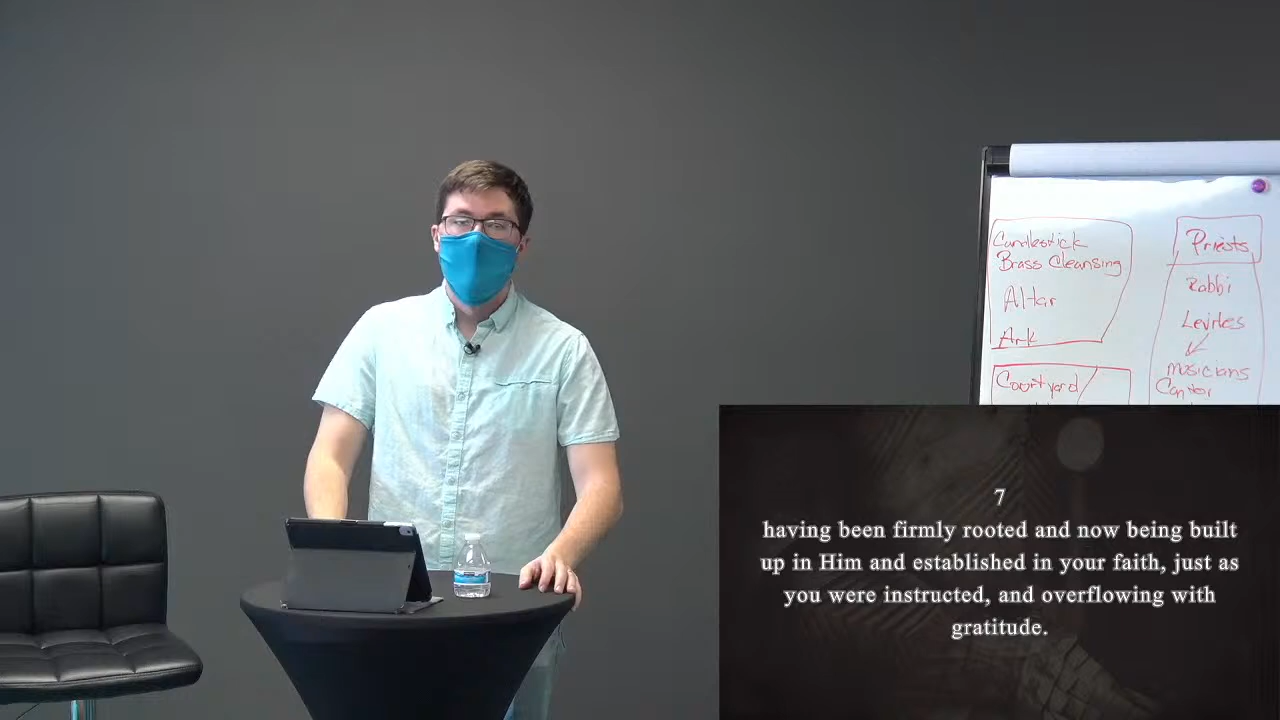 Candlestick
Brass Cleansing
Altar
Ark
Courtyard
Priests
Rabbi
Levites
Musicians
Cantor
7
having been firmly rooted and now being built
up in Him and established in your faith, just as
you were instructed, and overflowing with
gratitude.